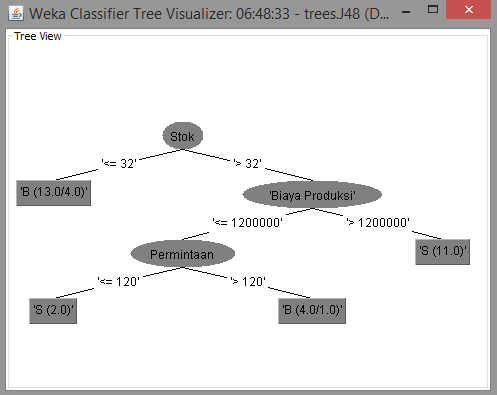 Weka Classifier Tree Visualizer: 06:48:33 - trees.J48 (D...
Tree View
Stok
'<= 32'
'> 32'
'B (13.0/4.0)'
'Biaya Produksi'
'<= 1200000'
'> 1200000'
Permintaan
'S (11.0)'
'<= 120'
'> 120'
'S (2.0)'
'B (4.0/1.0)'